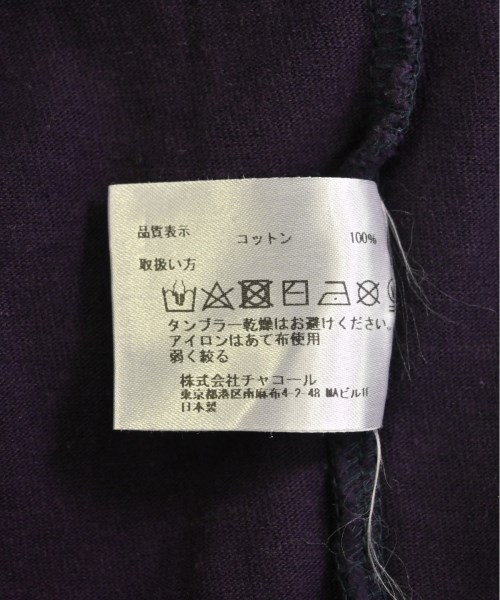 品質表示 コットン 100%
取扱い方
タンブラー乾燥はお避けください。
アイロンはあて布使用
弱く絞る
株式会社チャコール
東京都港区南麻布4-2-48 MAビル1F
日本製